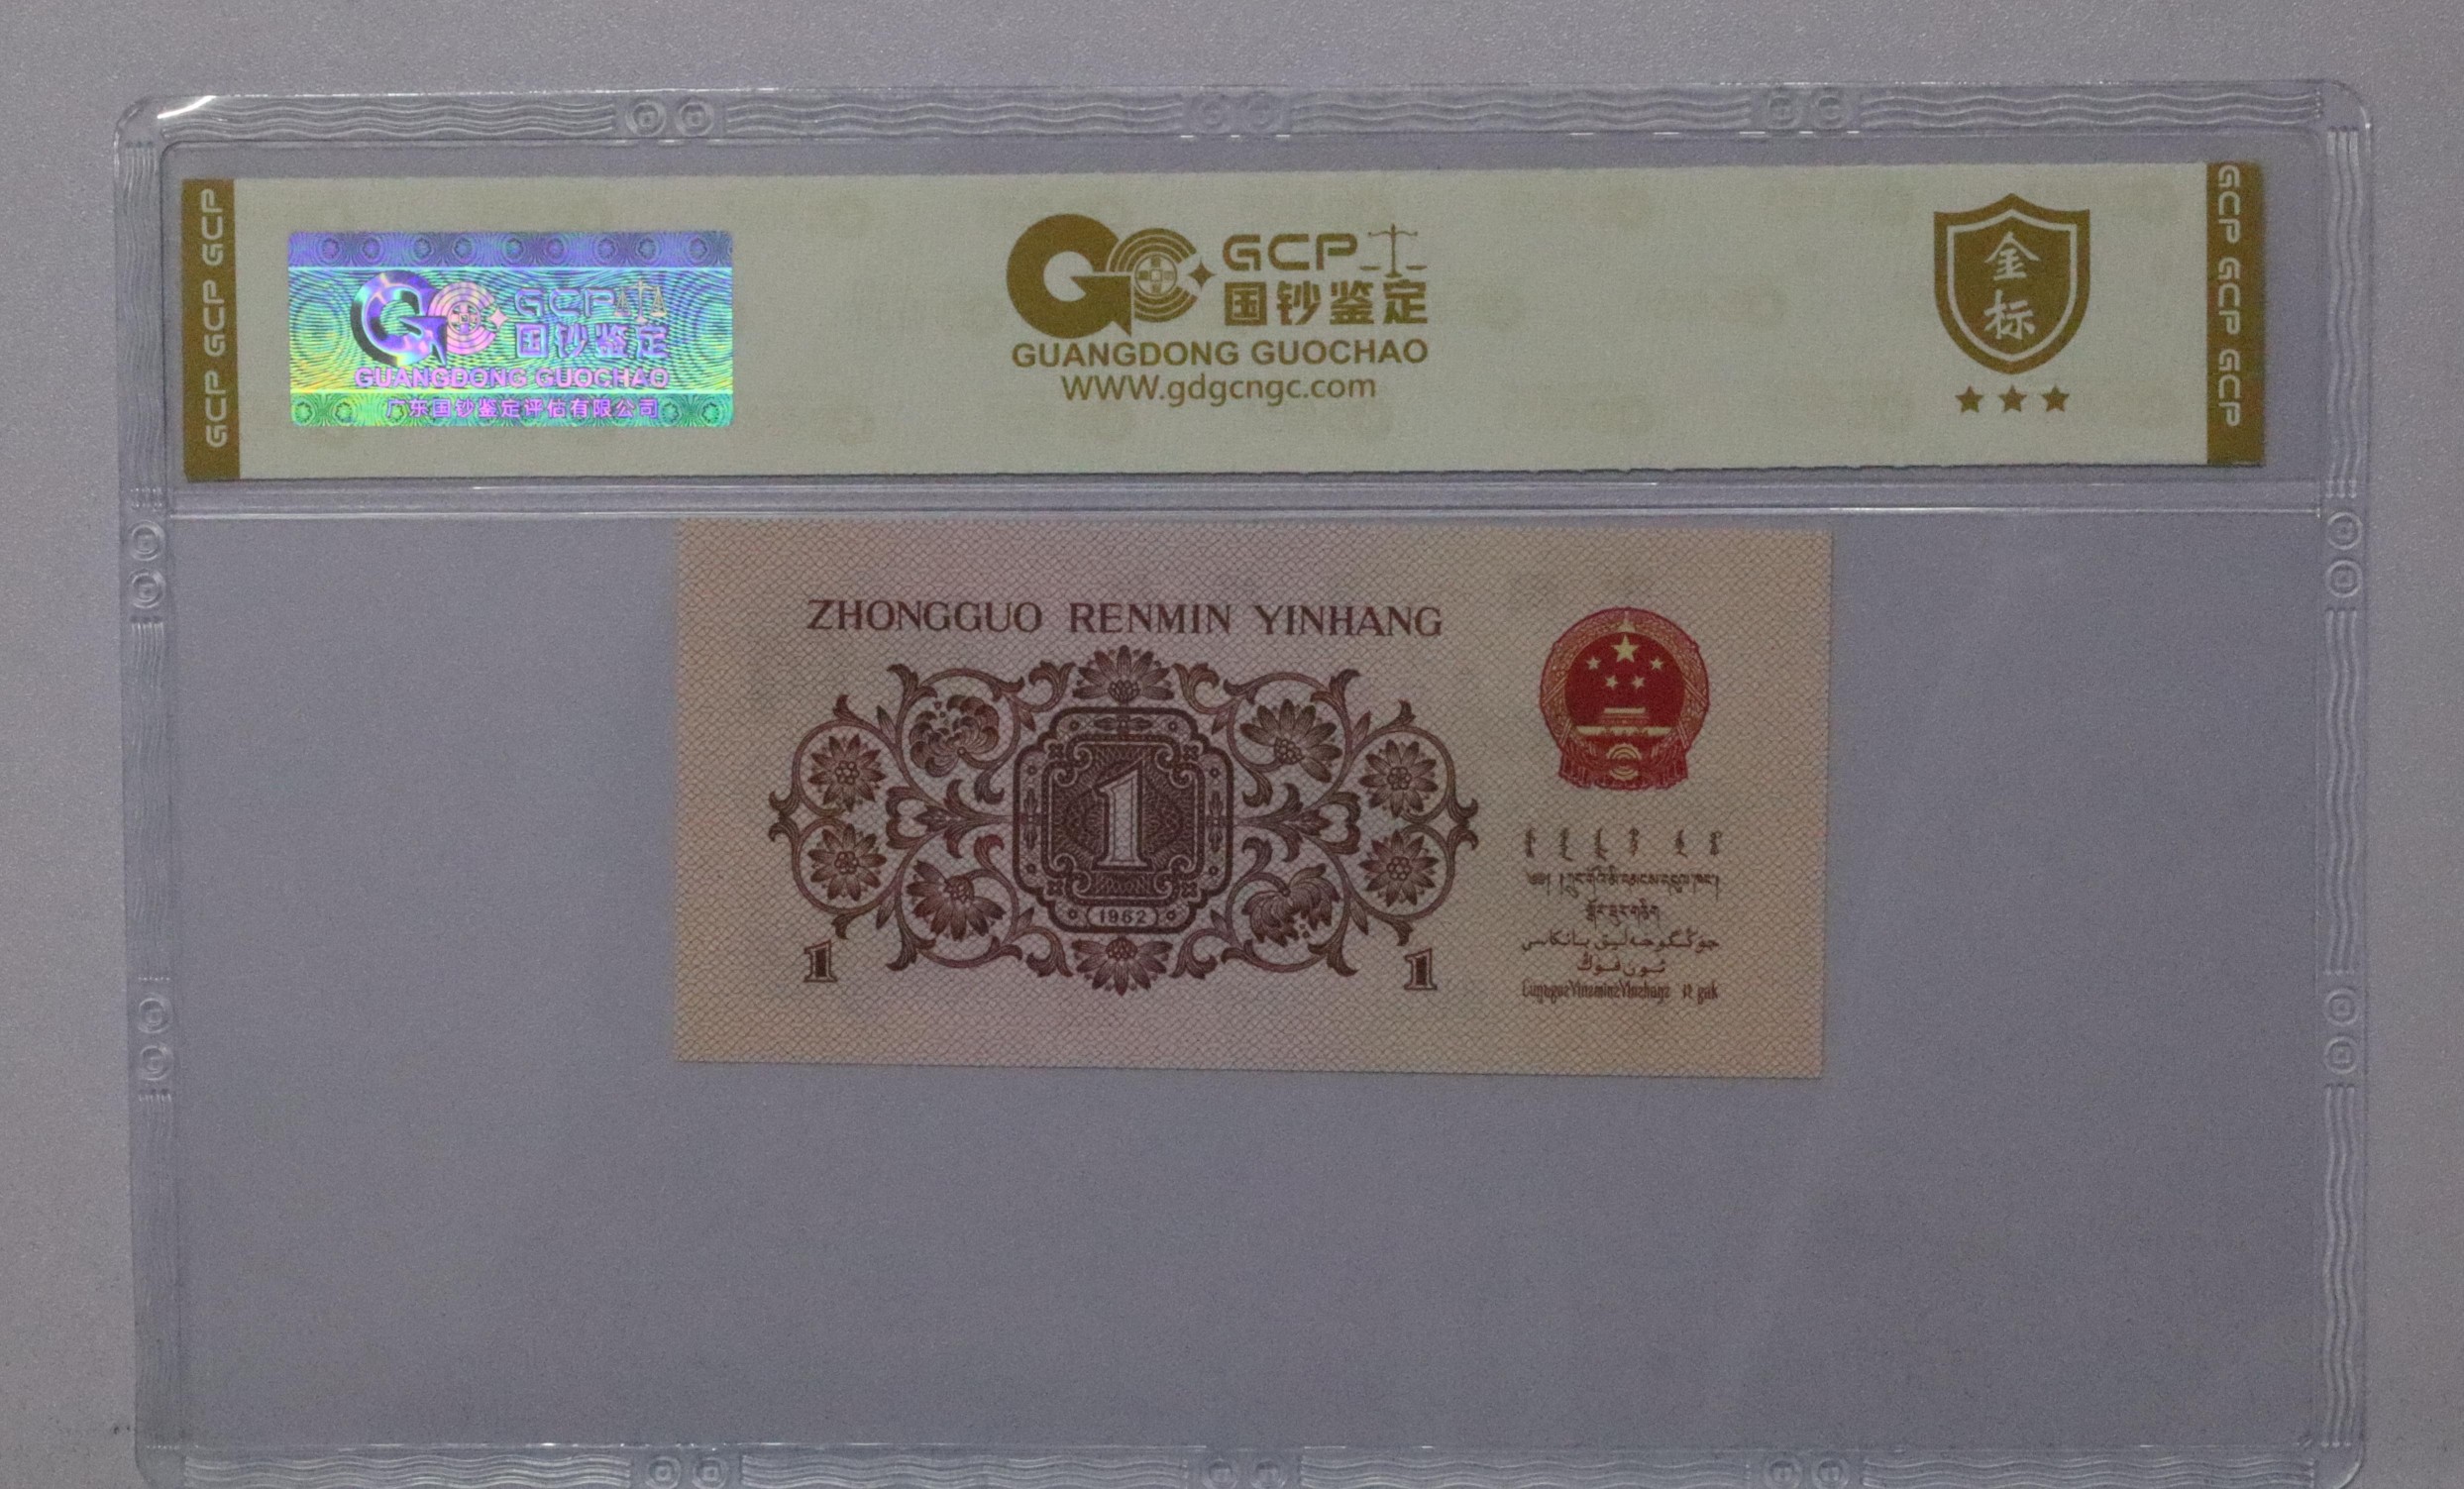 GCP GCP GCP
GCP
国钞鉴定
GUANGDONG GUOCHAO
广东国钞鉴定评估有限公司
GCP
国钞鉴定
GUANGDONG GUOCHAO
WWW.gdgcngc.com
金
标
GCP GCP GCP
ZHONGGUO RENMIN YINHANG
1
1962
1
1